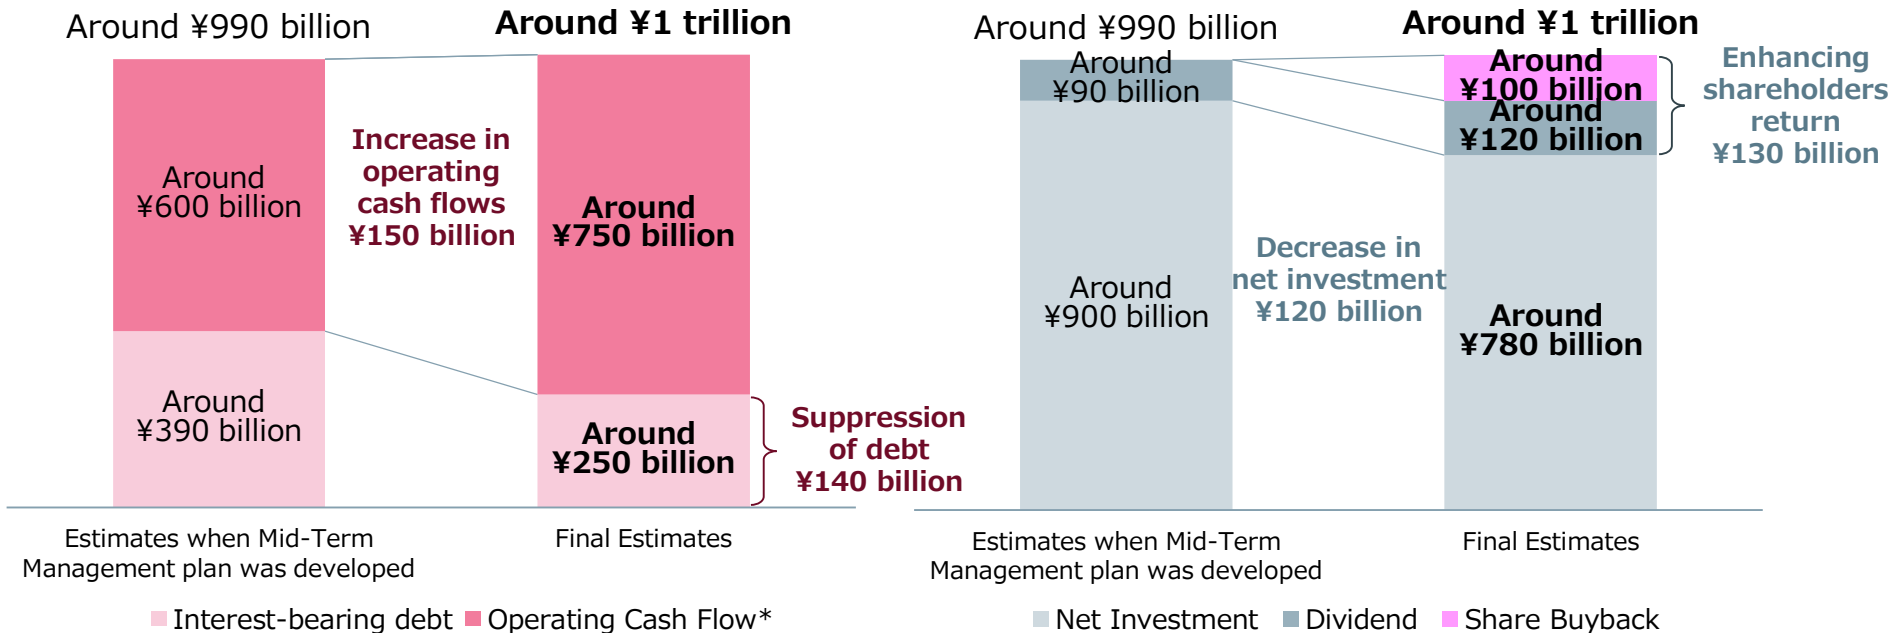 Around ¥990 billion
Around ¥1 trillion
Around
¥600 billion
Around
¥390 billion
Increase in
operating
cash flows
¥150 billion
Around
¥750 billion
Around
¥250 billion
Suppression
of debt
¥140 billion
Estimates when Mid-Term
Management plan was developed
Final Estimates
Interest-bearing debt
Operating Cash Flow*
Around ¥990 billion
Around ¥1 trillion
Around
¥90 billion
Around
¥900 billion
Decrease in
net investment
¥120 billion
Around
¥100 billion
Around
¥120 billion
Around
¥780 billion
Enhancing
shareholders
return
¥130 billion
Estimates when Mid-Term
Management plan was developed
Final Estimates
Net Investment
Dividend
Share Buyback